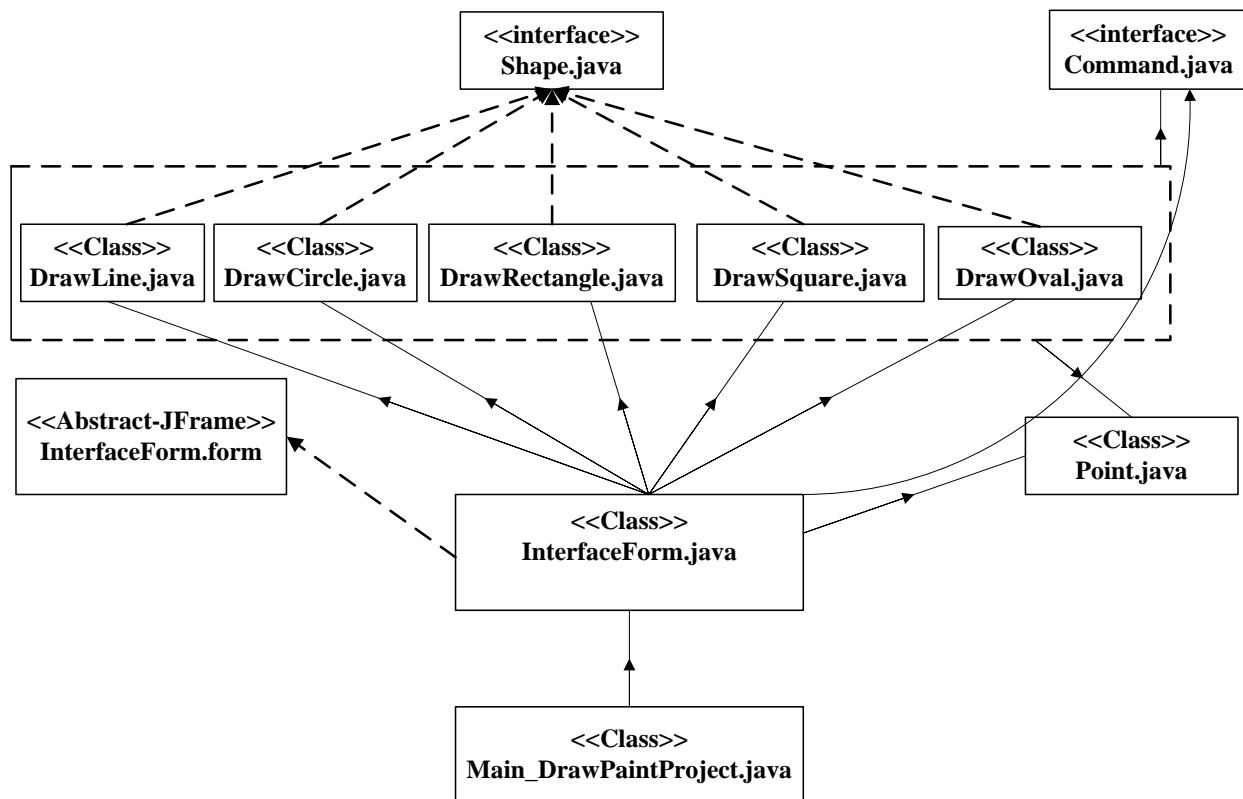 <<interface>>
Shape.java
<<interface>>
Command.java
<<Class>>
DrawLine.java
<<Class>>
DrawCircle.java
<<Class>>
DrawRectangle.java
<<Class>>
DrawSquare.java
<<Class>>
DrawOval.java
<<Abstract-JFrame>>
InterfaceForm.form
<<Class>>
Point.java
<<Class>>
InterfaceForm.java
<<Class>>
Main_DrawPaintProject.java